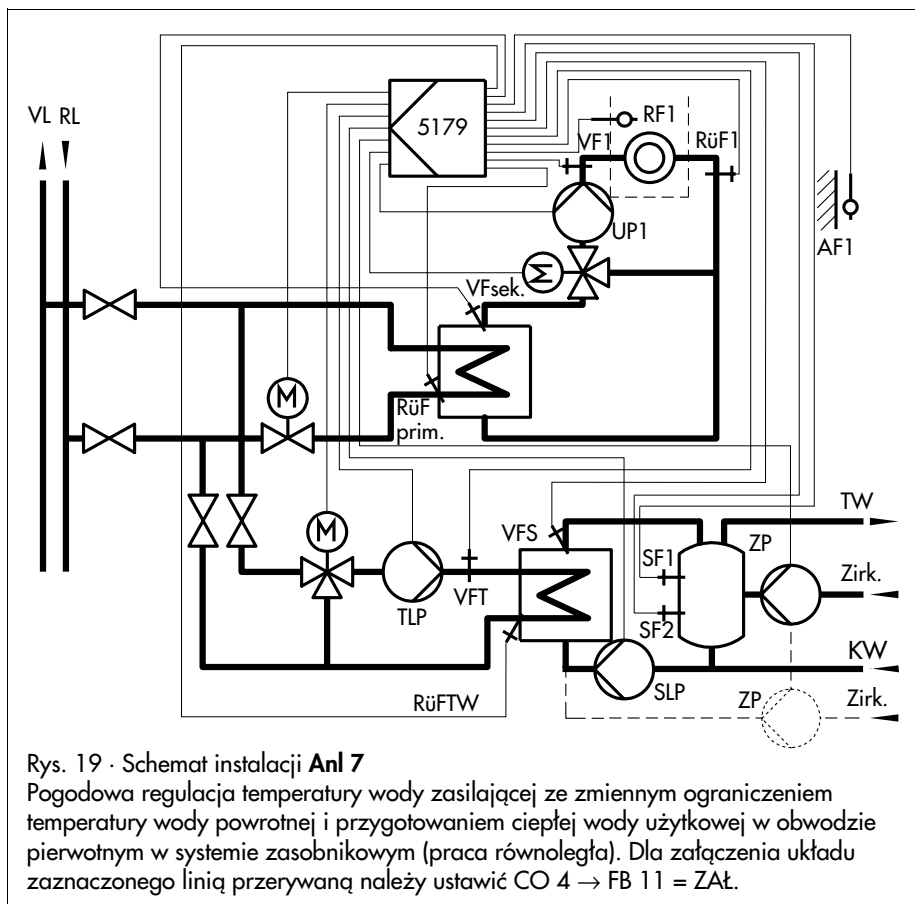 VL RL
5179
RF1
VF1
RüF1
UP1
AF1
VFsek.
M
RüF
prim.
M
VFS
TW
ZP
SF1
Zirk.
VFT
TLP
SF2
KW
SLP
RüFTW
ZP
Zirk.
Rys. 19 · Schemat instalacji Anl 7
Pogodowa regulacja temperatury wody zasilającej ze zmiennym ograniczeniem
temperatury wody powrotnej i przygotowaniem ciepłej wody użytkowej w obwodzie
pierwotnym w systemie zasobnikowym (praca równoległa). Dla załączenia układu
zaznaczonego linią przerywaną należy ustawić CO 4 → FB 11 = ZAŁ.